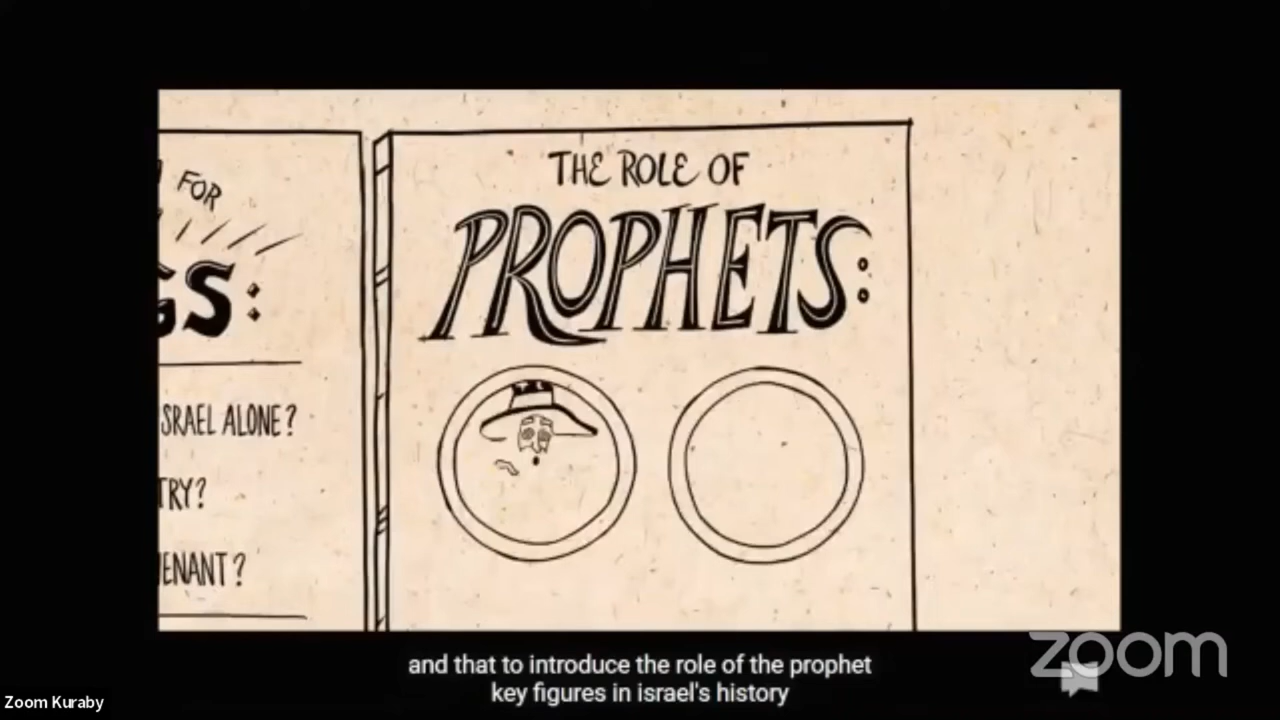 FOR
GS:
SRAEL ALONE?
TRY?
ENANT?
THE ROLE OF
PROPHETS:
and that to introduce the role of the prophet
key figures in israel's history
zoom
Zoom Kuraby